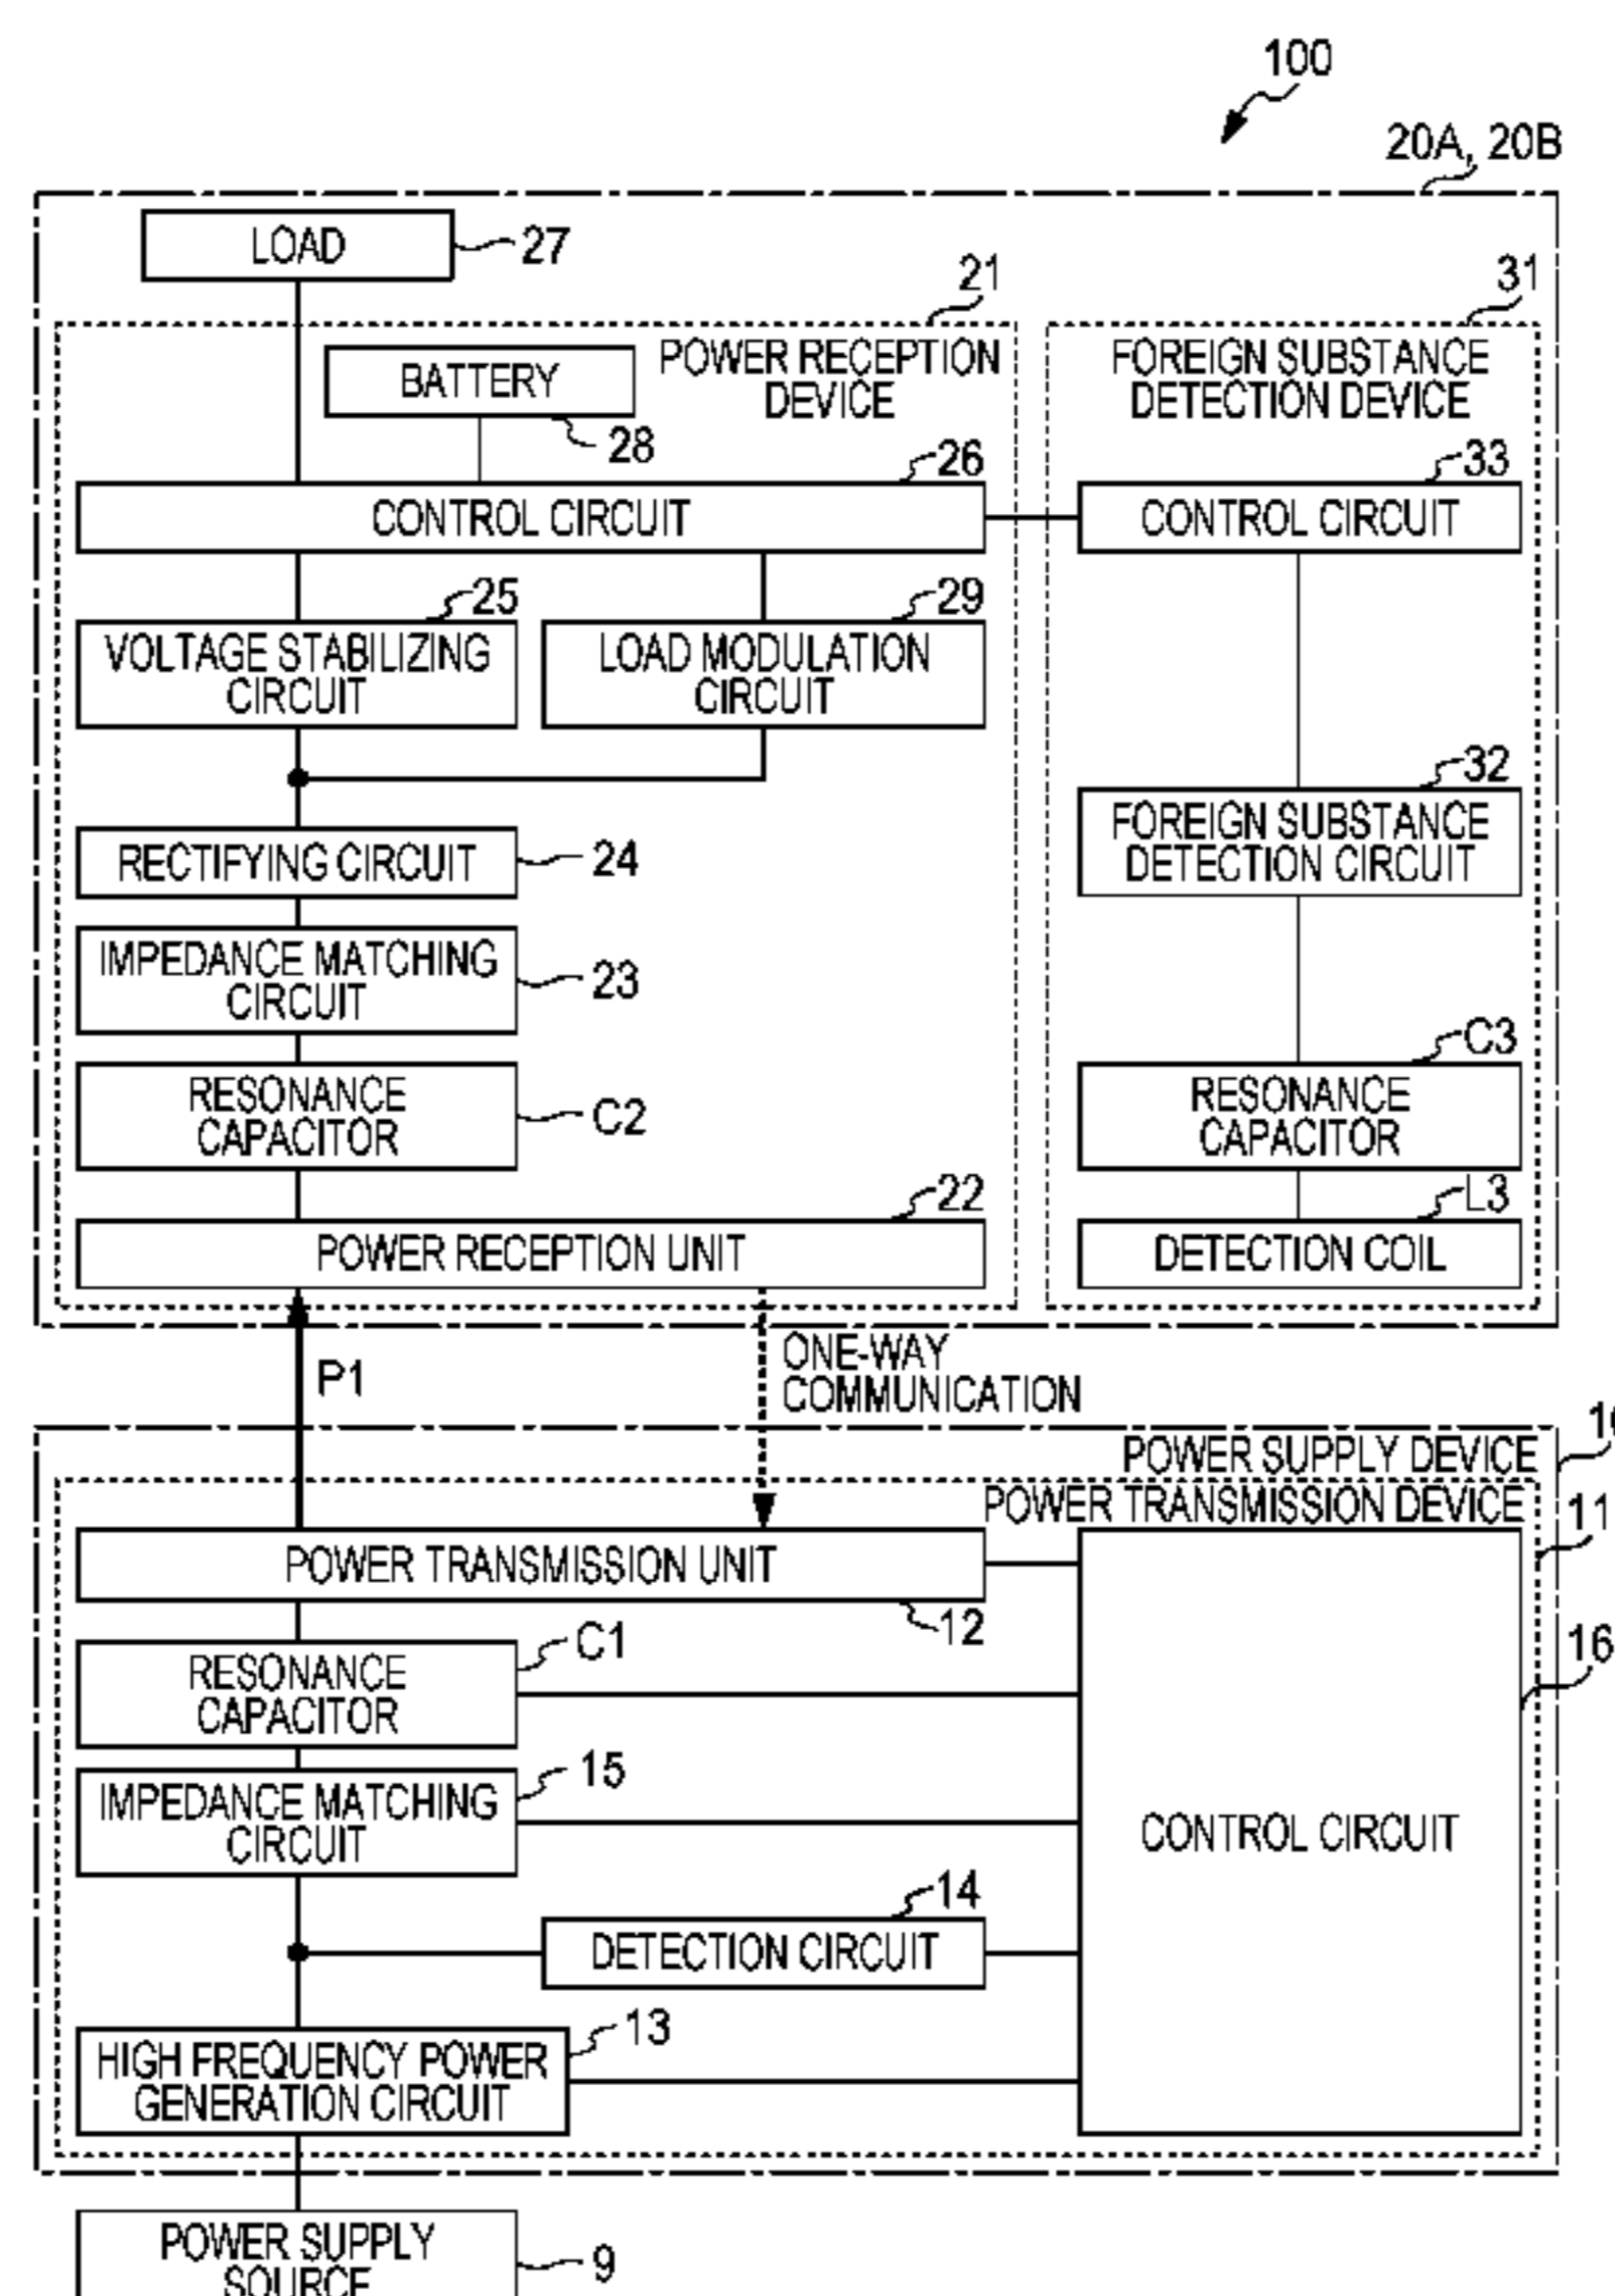 100
20A, 20B
LOAD
27
21
31
POWER RECEPTION
DEVICE
FOREIGN SUBSTANCE
DETECTION DEVICE
BATTERY
28
26
33
CONTROL CIRCUIT
CONTROL CIRCUIT
25
29
VOLTAGE STABILIZING
CIRCUIT
LOAD MODULATION
CIRCUIT
32
FOREIGN SUBSTANCE
DETECTION CIRCUIT
RECTIFYING CIRCUIT
24
IMPEDANCE MATCHING
CIRCUIT
23
C3
RESONANCE
CAPACITOR
C2
RESONANCE
CAPACITOR
22
L3
POWER RECEPTION UNIT
DETECTION COIL
P1
ONE-WAY
COMMUNICATION
POWER SUPPLY DEVICE
POWER TRANSMISSION DEVICE
11
POWER TRANSMISSION UNIT
12
C1
16
RESONANCE
CAPACITOR
15
IMPEDANCE MATCHING
CIRCUIT
CONTROL CIRCUIT
14
DETECTION CIRCUIT
13
HIGH FREQUENCY POWER
GENERATION CIRCUIT
POWER SUPPLY
SOURCE
9